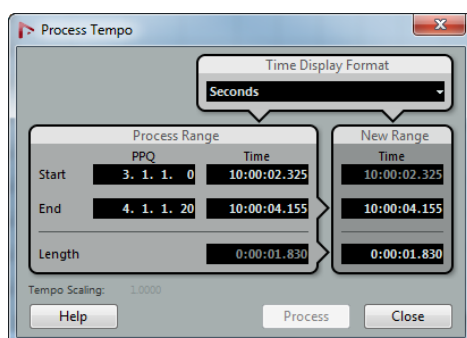 Process Tempo
x
Time Display Format
Seconds
Process Range
New Range
PPQ Time Time
Start 3. 1. 1. 0 10:00:02.325 10:00:02.325
End 4. 1. 1. 20 10:00:04.155 10:00:04.155
Length 0:00:01.830 0:00:01.830
Tempo Scaling: 1.0000
Help Process Close